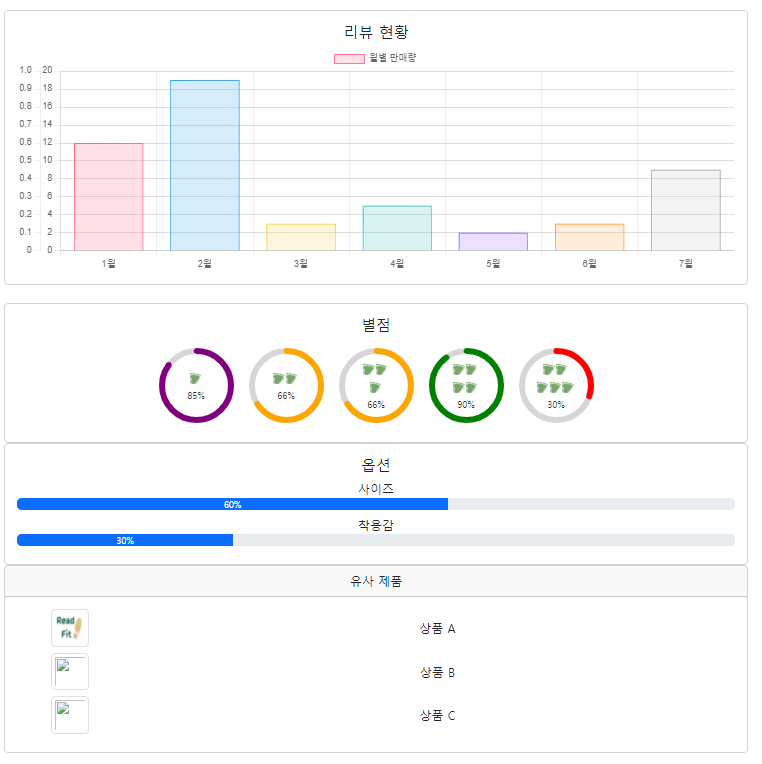 리뷰 현황
월별 판매량
1.0 20
0.9 18
0.8 16
0.7 14
0.6 12
0.5 10
0.4 8
0.3 6
0.2 4
0.1 2
0 0
1월 2월 3월 4월 5월 6월 7월
별점
85% 66% 66% 90% 30%
옵션
사이즈
60%
착용감
30%
유사 제품
Read
Fit
상품 A
상품 B
상품 C